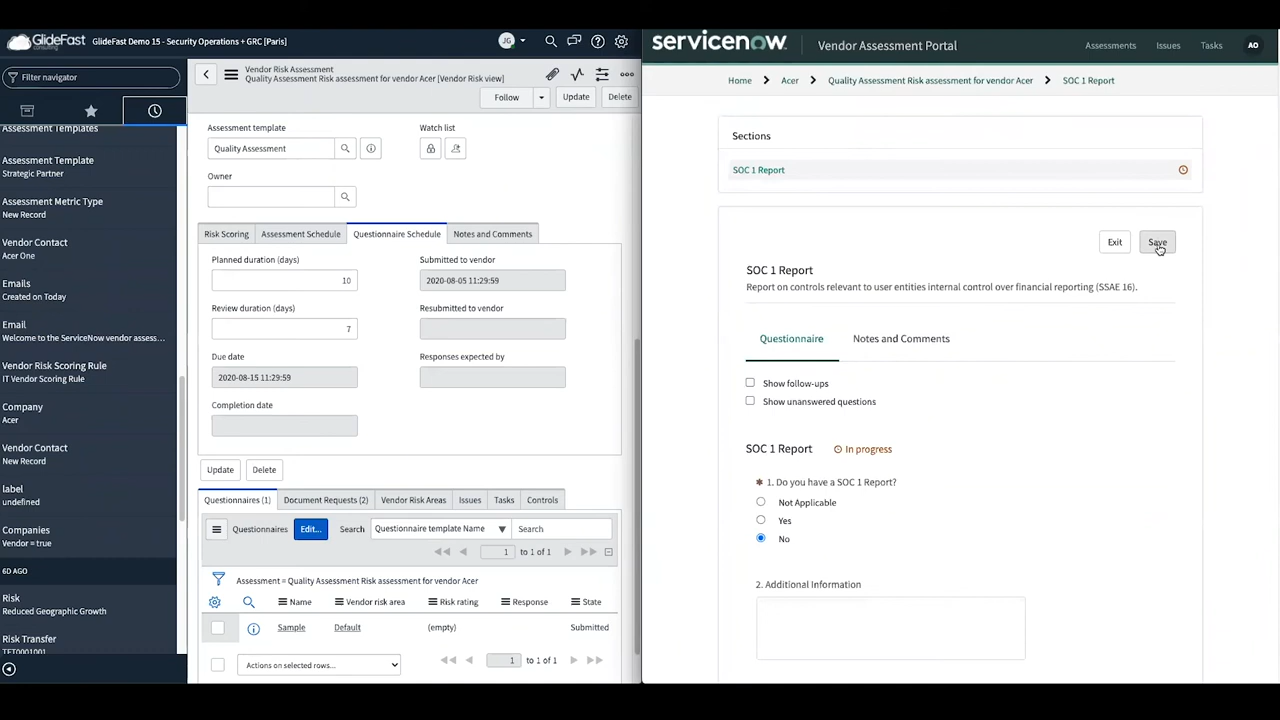 GlideFast
consulting
GlideFast Demo 15 - Security Operations + GRC [Paris]
JG
Filter navigator
Assessment Templates
Assessment Template
Strategic Partner
Assessment Metric Type
New Record
Vendor Contact
Acer One
Emails
Created on Today
Email
Welcome to the ServiceNow vendor assess...
Vendor Risk Scoring Rule
IT Vendor Scoring Rule
Company
Acer
Vendor Contact
New Record
label
undefined
Companies
Vendor = true
6D AGO
Risk
Reduced Geographic Growth
Risk Transfer
TFT0001001
Vendor Risk Assessment
Quality Assessment Risk assessment for vendor Acer [Vendor Risk view]
Follow
Update
Delete
Assessment template
Watch list
Quality Assessment
Owner
Risk Scoring
Assessment Schedule
Questionnaire Schedule
Notes and Comments
Planned duration (days)
Submitted to vendor
10
2020-08-05 11:29:59
Review duration (days)
Resubmitted to vendor
7
Due date
Responses expected by
2020-08-15 11:29:59
Completion date
Update
Delete
Questionnaires (1)
Document Requests (2)
Vendor Risk Areas
Issues
Tasks
Controls
Questionnaires
Edit...
Search
Questionnaire template Name
Search
1
to 1 of 1
Assessment = Quality Assessment Risk assessment for vendor Acer
Name
Vendor risk area
Risk rating
Response
State
Sample
Default
(empty)
Submitted
Actions on selected rows...
1
to 1 of 1
servicenow
Vendor Assessment Portal
Assessments
Issues
Tasks
AO
Home
Acer
Quality Assessment Risk assessment for vendor Acer
SOC 1 Report
Sections
SOC 1 Report
Exit
Save
SOC 1 Report
Report on controls relevant to user entities internal control over financial reporting (SSAE 16).
Questionnaire
Notes and Comments
Show follow-ups
Show unanswered questions
SOC 1 Report
In progress
1. Do you have a SOC 1 Report?
Not Applicable
Yes
No
2. Additional Information